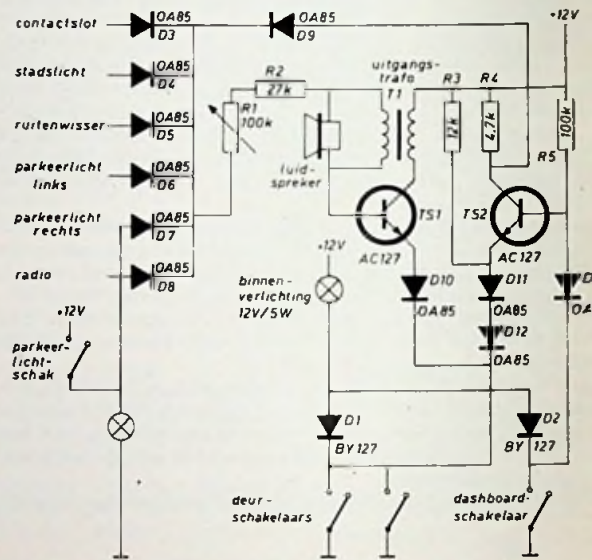 contactslot
OA85
D3
OA85
D9
+12V
stadslicht
OA85
D4
ruitenwisser
OA85
D5
parkeerlicht
links
OA85
D6
parkeerlicht
rechts
OA85
D7
radio
OA85
D8
+12V
parkeer-
licht-
schak
R2
27k
R1
100k
uitgangs-
trafo
T1
luid-
spreker
R3
12k
R4
4,7k
100k
R5
TS1
AC127
TS2
AC127
+12V
binnen-
verlichting
12V/5W
D10
OA85
D11
OA85
D12
OA85
D
OA
D1
BY127
D2
BY127
deur-
schakelaars
dashboard-
schakelaar